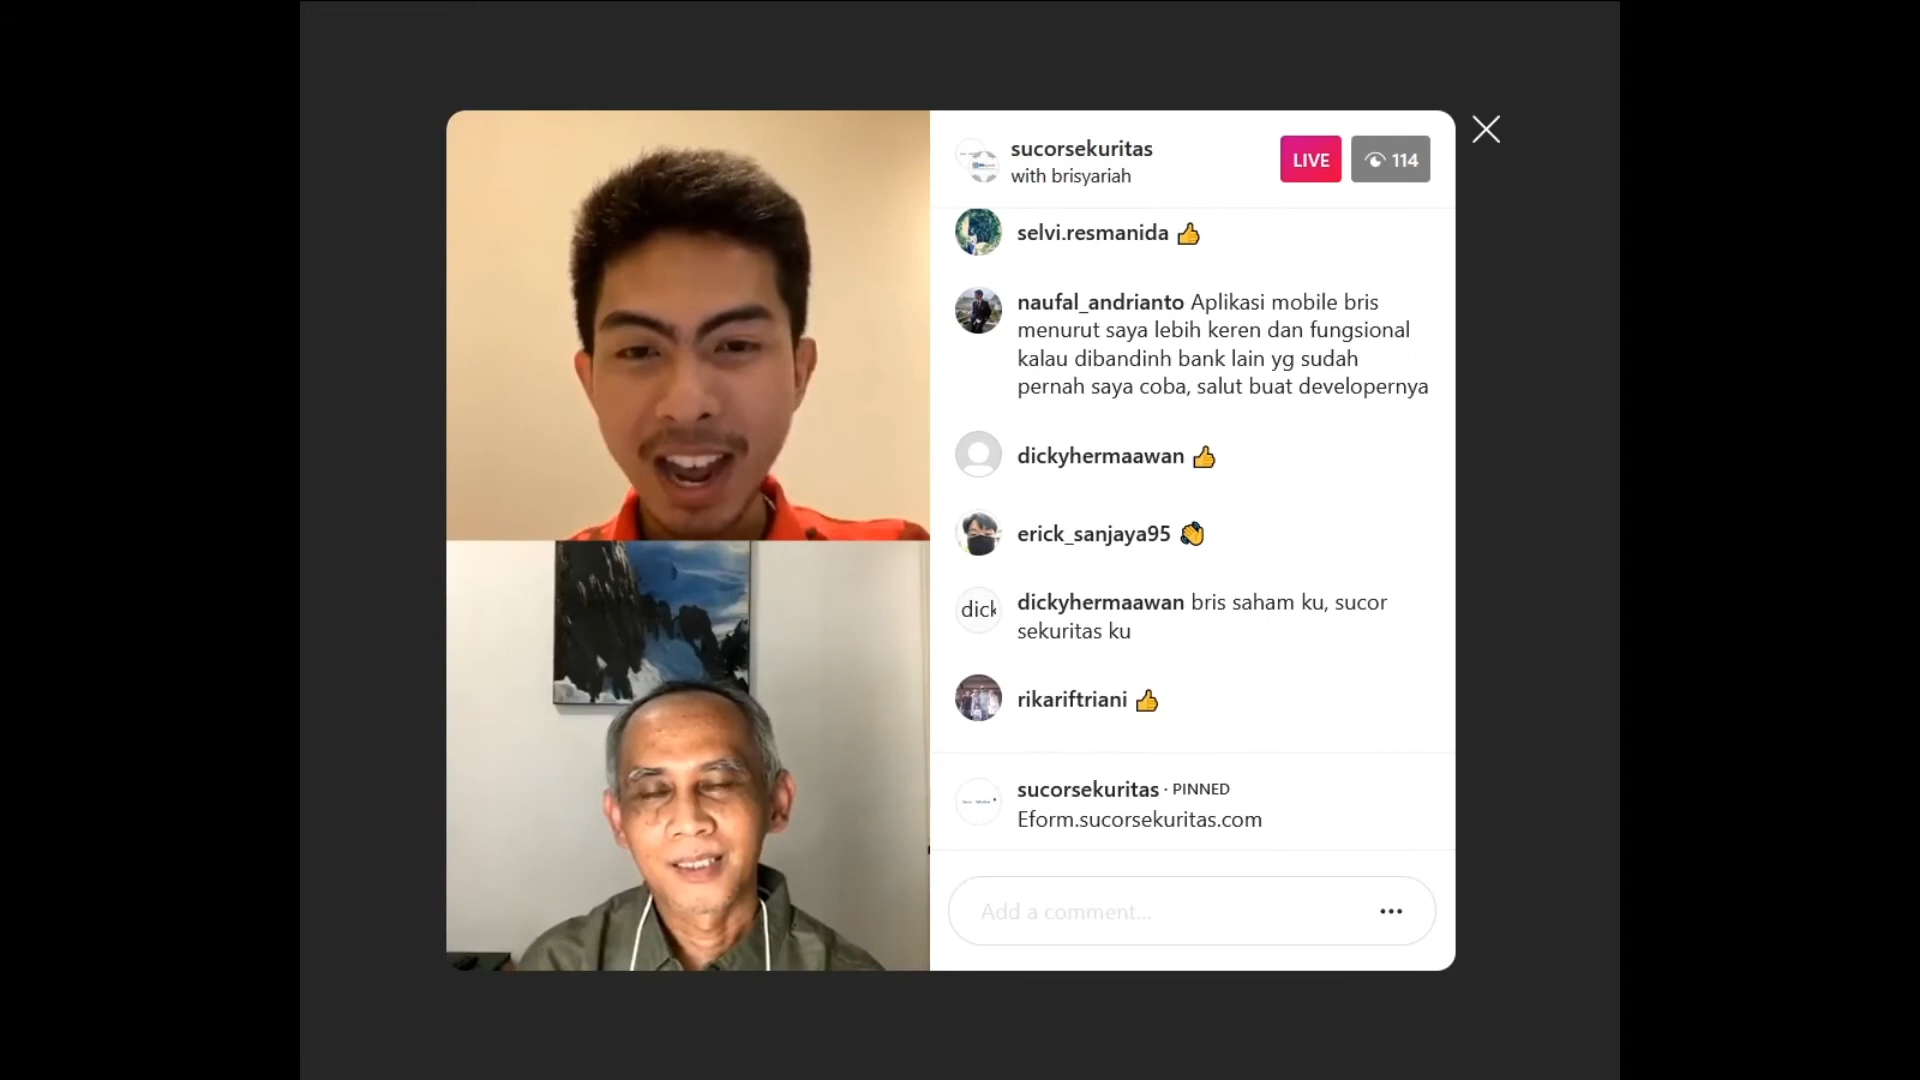 sucorsekuritas
with brisyariah
LIVE
114
selvi.resmanida 👍
naufal_andrianto Aplikasi mobile bris
menurut saya lebih keren dan fungsional
kalau dibandinh bank lain yg sudah
pernah saya coba, salut buat developernya
dickyhermaawan 👍
erick_sanjaya95 👏
dick
dickyhermaawan bris saham ku, sucor
sekuritas ku
rikariftriani 👍
sucorsekuritas · PINNED
Eform.sucorsekuritas.com
Add a comment...